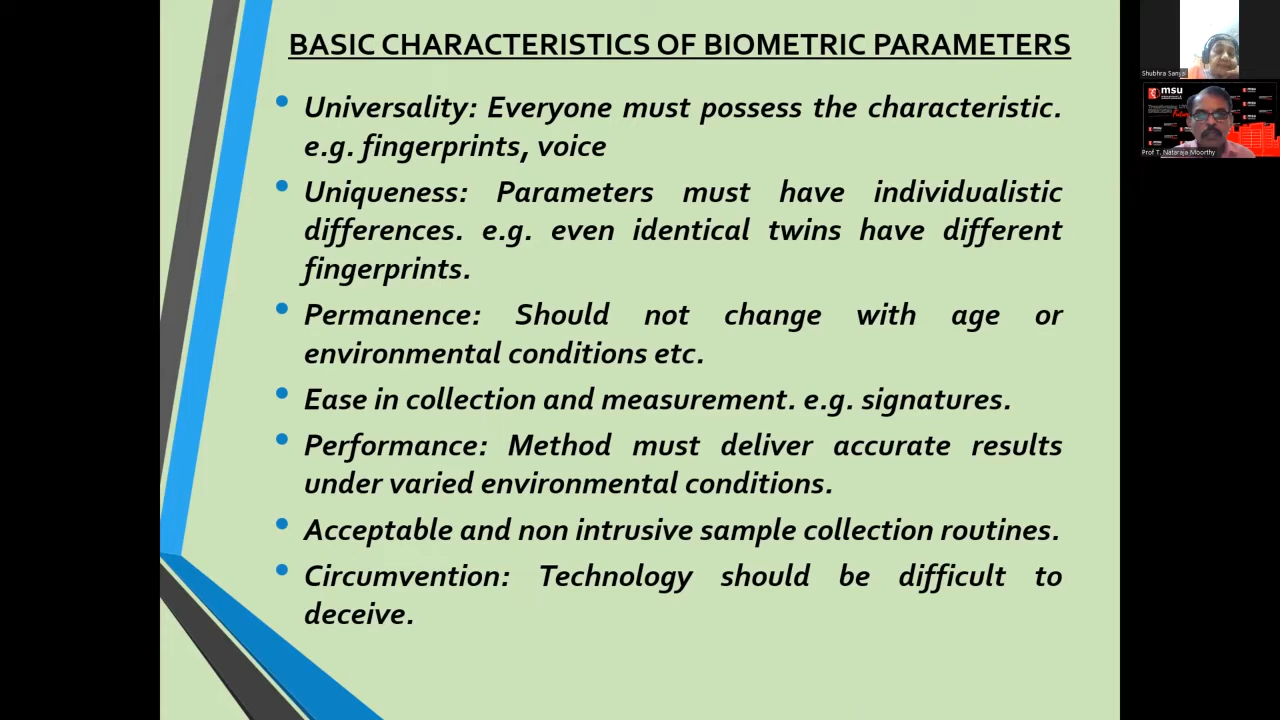 BASIC CHARACTERISTICS OF BIOMETRIC PARAMETERS
• Universality: Everyone must possess the characteristic.
e.g. fingerprints, voice
• Uniqueness: Parameters must have individualistic
differences. e.g. even identical twins have different
fingerprints.
• Permanence: Should not change with age or
environmental conditions etc.
• Ease in collection and measurement. e.g. signatures.
• Performance: Method must deliver accurate results
under varied environmental conditions.
• Acceptable and non intrusive sample collection routines.
• Circumvention: Technology should be difficult to
deceive.
Shubhra Sanyal
msu
Prof T. Nataraja Moorthy